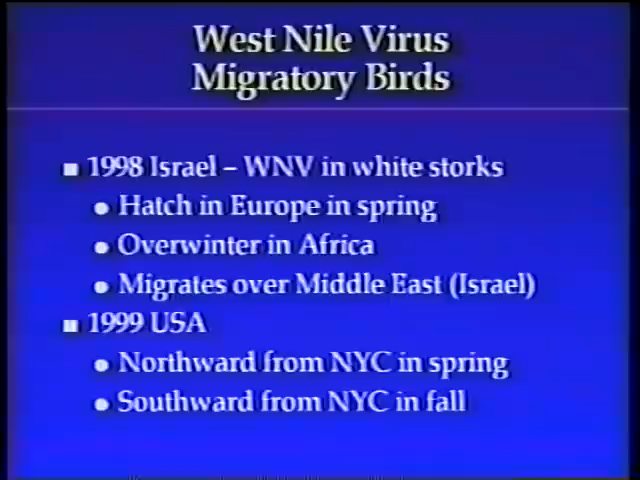 West Nile Virus
Migratory Birds
■ 1998 Israel – WNV in white storks
● Hatch in Europe in spring
● Overwinter in Africa
● Migrates over Middle East (Israel)
■ 1999 USA
● Northward from NYC in spring
● Southward from NYC in fall